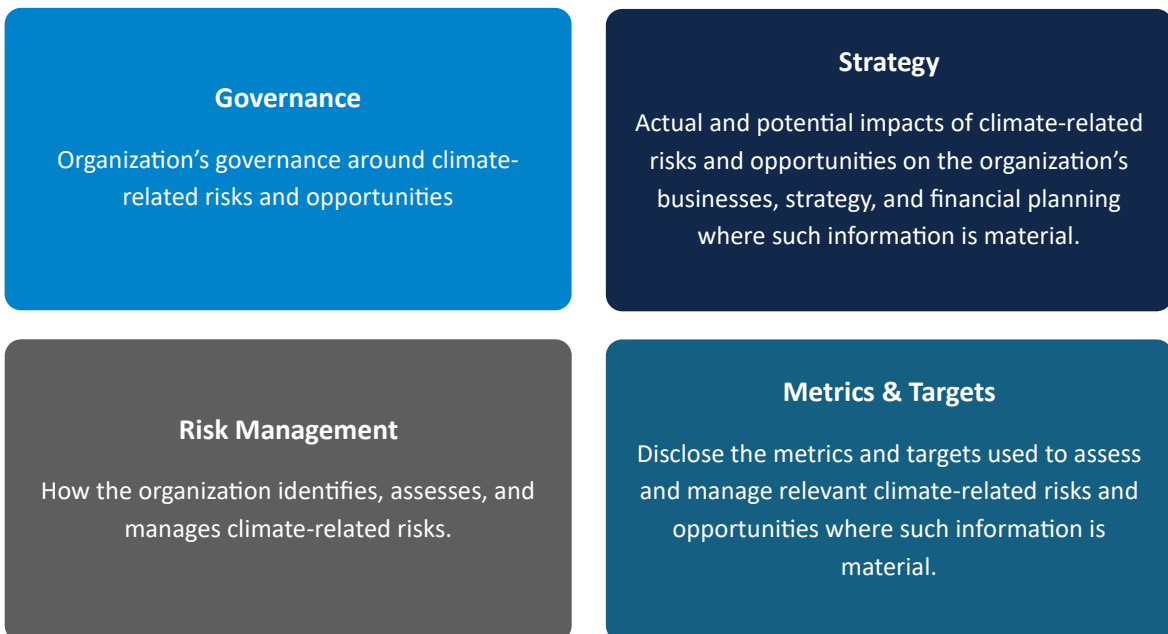 Governance
Organization's governance around climate-
related risks and opportunities
Strategy
Actual and potential impacts of climate-related
risks and opportunities on the organization's
businesses, strategy, and financial planning
where such information is material.
Risk Management
How the organization identifies, assesses, and
manages climate-related risks.
Metrics & Targets
Disclose the metrics and targets used to assess
and manage relevant climate-related risks and
opportunities where such information is
material.